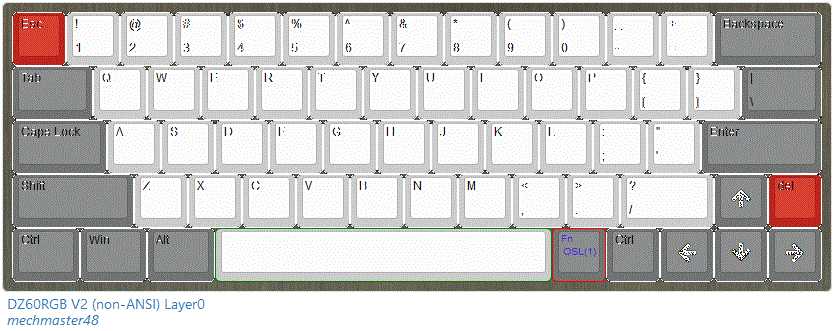 Esc ! @ # $ % ^ & * ( ) Backspace
1 2 3 4 5 6 7 8 9 0
Tab Q W E R T Y U I O P { } |
[ ] \
Caps Lock A S D F G H J K L : " Enter
; '
Shift Z X C V B N M < > ? del
, . /
Ctrl Win Alt Fn Ctrl
OSL(1)
DZ60RGB V2 (non-ANSI) Layer0
mechmaster48